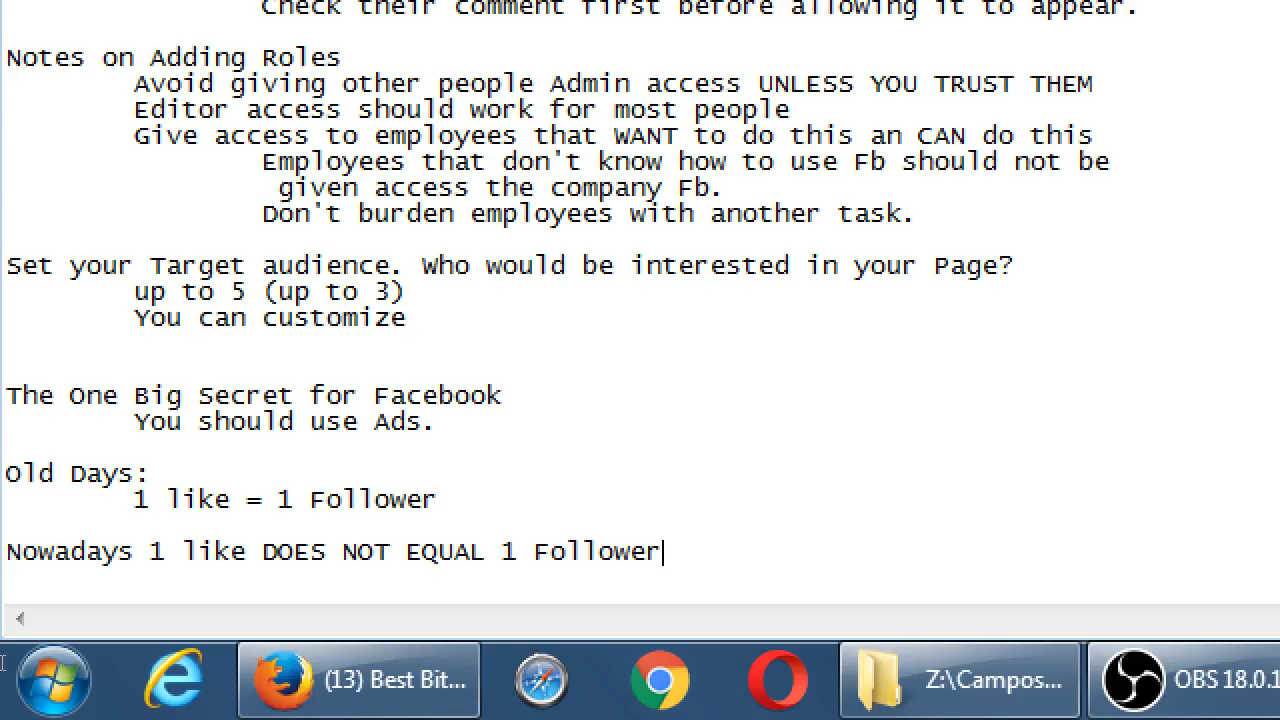 Check their comment first before allowing it to appear.
Notes on Adding Roles
Avoid giving other people Admin access UNLESS YOU TRUST THEM
Editor access should work for most people
Give access to employees that WANT to do this an CAN do this
Employees that don't know how to use Fb should not be
given access the company Fb.
Don't burden employees with another task.
Set your Target audience. Who would be interested in your Page?
up to 5 (up to 3)
You can customize
The One Big Secret for Facebook
You should use Ads.
Old Days:
1 like = 1 Follower
Nowadays 1 like DOES NOT EQUAL 1 Follower
(13) Best Bit...
Z:\Campos...
OBS 18.0.1